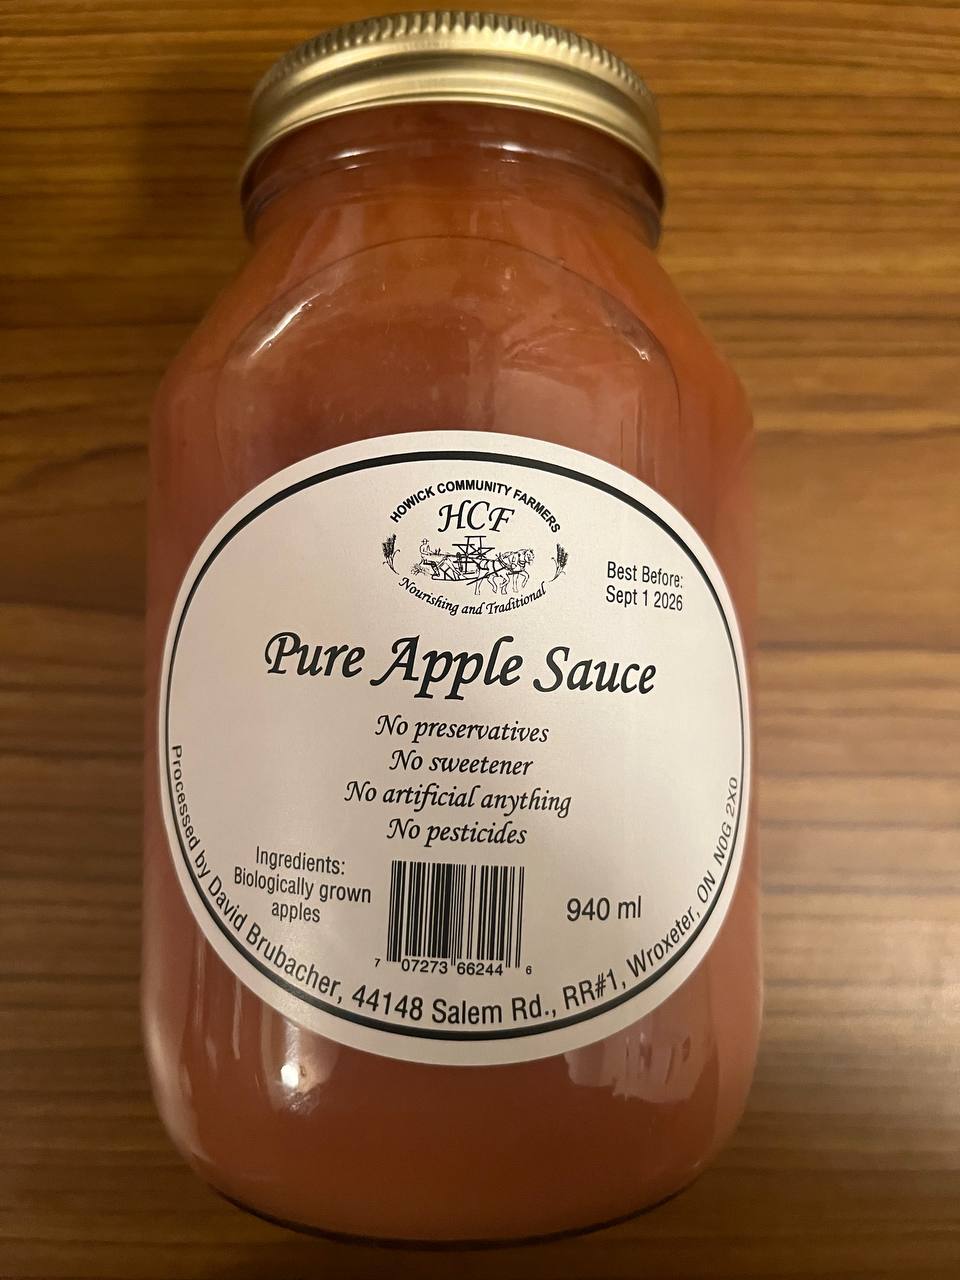 HOWICK COMMUNITY FARMERS
HCF
Nourishing and Traditional
Best Before:
Sept 1 2026
Pure Apple Sauce
No preservatives
No sweetener
No artificial anything
No pesticides
Ingredients:
Biologically grown
apples
940 ml
7 07273 66244 6
Processed by David Brubacher, 44148 Salem Rd., RR#1, Wroxeter, ON N0G 2X0